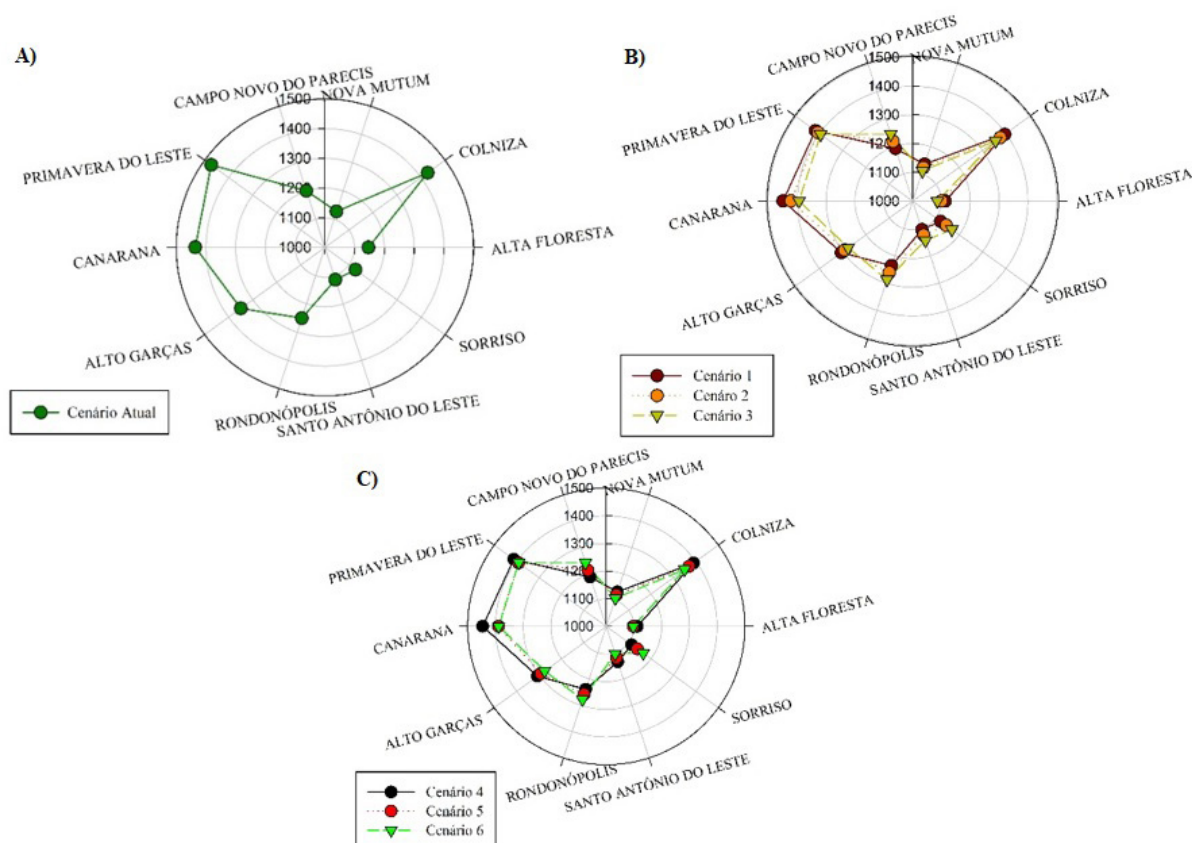 A)
CAMPO NOVO DO PARECIS
NOVA MUTUM
PRIMAVERA DO LESTE
COLNIZA
CANARANA
ALTA FLORESTA
ALTO GARÇAS
SORRISO
RONDONÓPOLIS
SANTO ANTÔNIO DO LESTE
1500
1400
1300
1200
1100
1000
Cenário Atual
B)
CAMPO NOVO DO PARECIS
NOVA MUTUM
PRIMAVERA DO LESTE
COLNIZA
CANARANA
ALTA FLORESTA
ALTO GARÇAS
SORRISO
RONDONÓPOLIS
SANTO ANTÔNIO DO LESTE
1500
1400
1300
1200
1100
1000
Cenário 1
Cenáro 2
Cenário 3
C)
CAMPO NOVO DO PARECIS
NOVA MUTUM
PRIMAVERA DO LESTE
COLNIZA
CANARANA
ALTA FLORESTA
ALTO GARÇAS
SORRISO
RONDONÓPOLIS
SANTO ANTÔNIO DO LESTE
1500
1400
1300
1200
1100
1000
Cenário 4
Cenário 5
Cenário 6